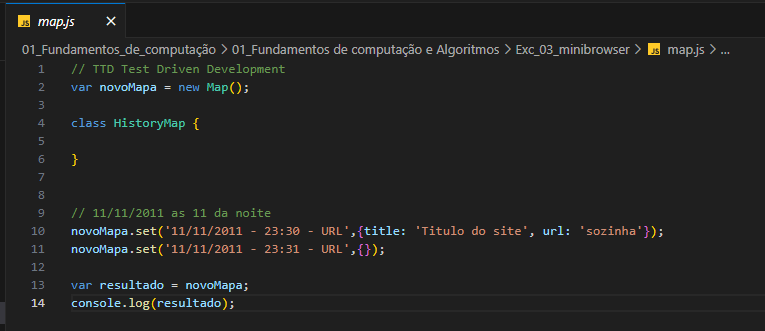 JS map.js ×
01_Fundamentos_de_computação > 01_Fundamentos de computação e Algoritmos > Exc_03_minibrowser > JS map.js > ...
1 // TTD Test Driven Development
2 var novoMapa = new Map();
3
4 class HistoryMap {
5
6 }
7
8
9 // 11/11/2011 as 11 da noite
10 novoMapa.set('11/11/2011 - 23:30 - URL',{title: 'Titulo do site', url: 'sozinha'});
11 novoMapa.set('11/11/2011 - 23:31 - URL',{});
12
13 var resultado = novoMapa;
14 console.log(resultado);